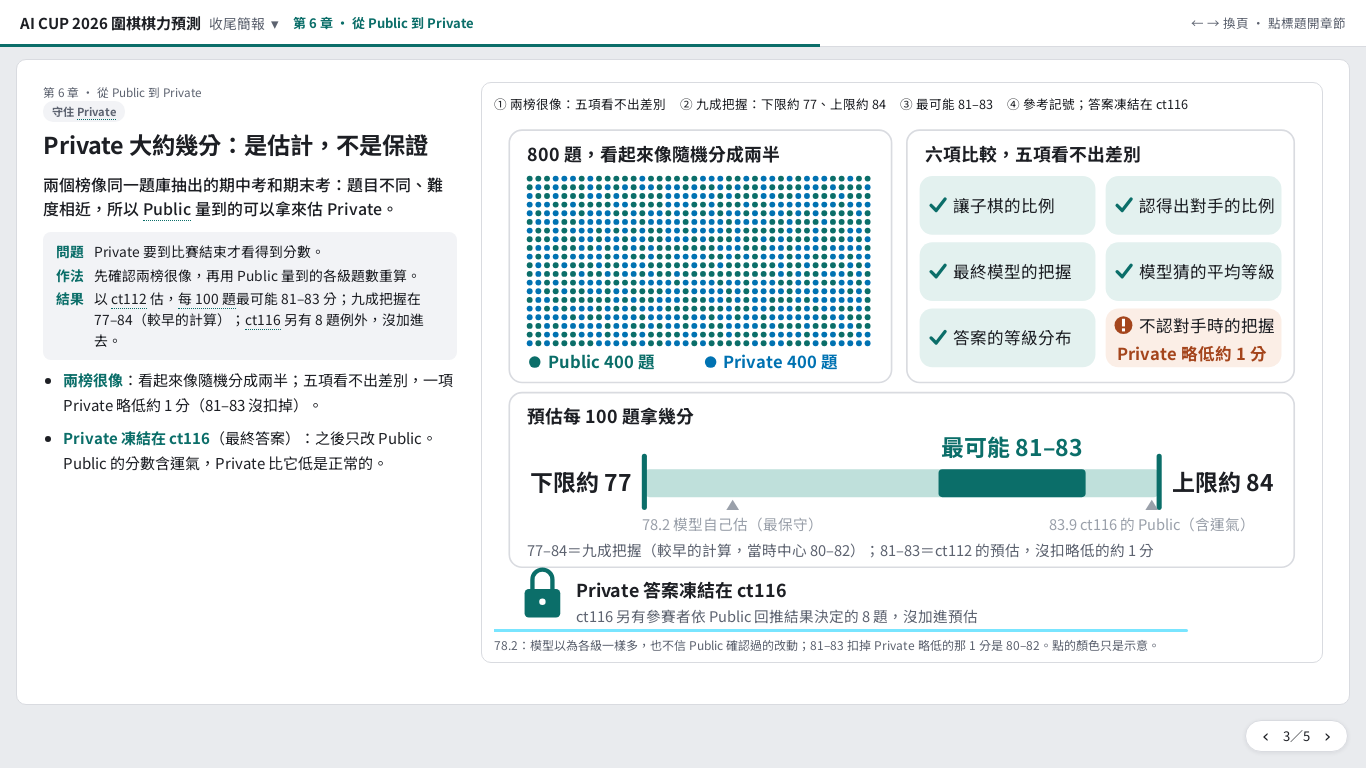 AI CUP 2026 圍棋棋力預測 收尾簡報 ▼ 第 6 章 · 從 Public 到 Private
← → 換頁 · 點標題開章節
第 6 章 · 從 Public 到 Private
守住 Private
Private 大約幾分：是估計，不是保證
兩個榜像同一題庫抽出的期中考和期末考：題目不同、難
度相近，所以 Public 量到的可以拿來估 Private。
問題 Private 要到比賽結束才看得到分數。
作法 先確認兩榜很像，再用 Public 量到的各級題數重算。
結果 以 ct112 估，每 100 題最可能 81–83 分；九成把握在
77–84（較早的計算）；ct116 另有 8 題例外，沒加進
去。
• 兩榜很像：看起來像隨機分成兩半；五項看不出差別，一項
Private 略低約 1 分（81–83 沒扣掉）。
• Private 凍結在 ct116（最終答案）：之後只改 Public。
Public 的分數含運氣，Private 比它低是正常的。
① 兩榜很像：五項看不出差別 ② 九成把握：下限約 77、上限約 84 ③ 最可能 81–83 ④ 參考記號；答案凍結在 ct116
800 題，看起來像隨機分成兩半
Public 400 題 Private 400 題
六項比較，五項看不出差別
讓子棋的比例 認得出對手的比例
最終模型的把握 模型猜的平均等級
答案的等級分布 不認對手時的把握
Private 略低約 1 分
預估每 100 題拿幾分
最可能 81–83
下限約 77 上限約 84
78.2 模型自己估（最保守） 83.9 ct116 的 Public（含運氣）
77–84＝九成把握（較早的計算，當時中心 80–82）；81–83＝ct112 的預估，沒扣略低的約 1 分
Private 答案凍結在 ct116
ct116 另有參賽者依 Public 回推結果決定的 8 題，沒加進預估
78.2：模型以為各級一樣多，也不信 Public 確認過的改動；81–83 扣掉 Private 略低的那 1 分是 80–82。點的顏色只是示意。
‹ 3／5 ›